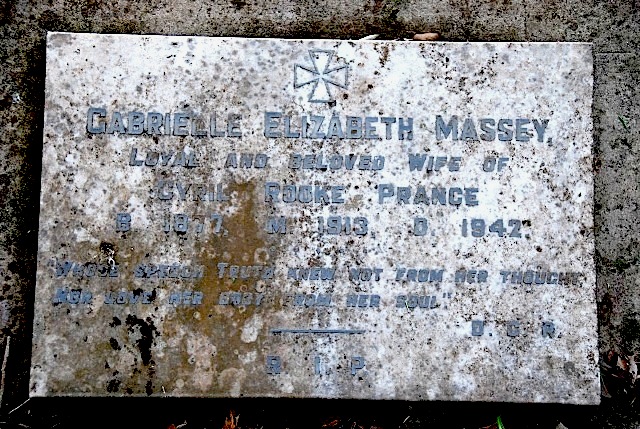 GABRIELLE ELIZABETH MASSEY,
LOYAL AND BELOVED WIFE OF
CYRIL ROOKE PRANCE
B. M. 1913. D. 1942.
"WHOSE SPEECH TRUTH KNEW NOT FROM HER THOUGHT
NOR LOVE HER BODY FROM HER SOUL"
D. G. R.
R. I. P.